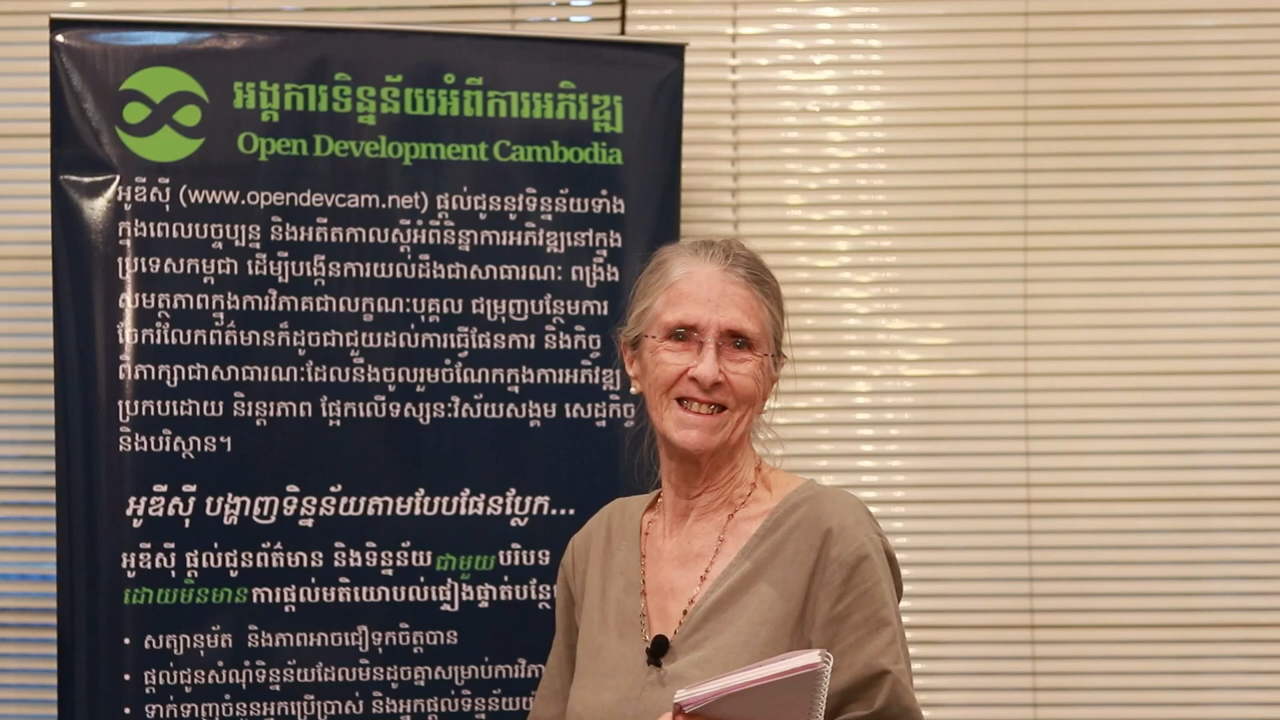 អង្គការទិន្នន័យអំពីការអភិវឌ្ឍ
Open Development Cambodia
អូឌីស៊ី (www.opendevcam.net) ផ្តល់ជូននូវទិន្នន័យទាំង
ក្នុងពេលបច្ចុប្បន្ន និងអតីតកាលស្តីអំពីនិន្នាការអភិវឌ្ឍនៅក្នុង
ប្រទេសកម្ពុជា ដើម្បីបង្កើនការយល់ដឹងជាសាធារណៈ ពង្រឹង
សមត្ថភាពក្នុងការវិភាគជាលក្ខណៈបុគ្គល ជម្រុញបន្ថែមការ
ចែករំលែកព័ត៌មានក៏ដូចជាជួយដល់ការធ្វើផែនការ និងកិច្ច
ពិភាក្សាជាសាធារណៈដែលនឹងចូលរួមចំណែកក្នុងការអភិវឌ្ឍ
ប្រកបដោយ និរន្តរភាព ផ្អែកលើទស្សនៈវិស័យសង្គម សេដ្ឋកិច្ច
និងបរិស្ថាន។
អូឌីស៊ី បង្ហាញទិន្នន័យតាមបែបផែនប្លែក...
អូឌីស៊ី ផ្តល់ជូនព័ត៌មាន និងទិន្នន័យ ជាមួយ បរិបទ
ដោយមិនមាន ការផ្តល់មតិយោបល់ផ្ទៀងផ្ទាត់
• សត្យានុម័ត និងភាពអាចជឿទុកចិត្តបាន
• ផ្តល់ជូនសំណុំទិន្នន័យដែលមិនដូចគ្នាសម្រាប់ការ
• ទាក់ទាញចំនួនអ្នកប្រើប្រាស់ និងអ្នកផ្តល់ទិន្នន័យ